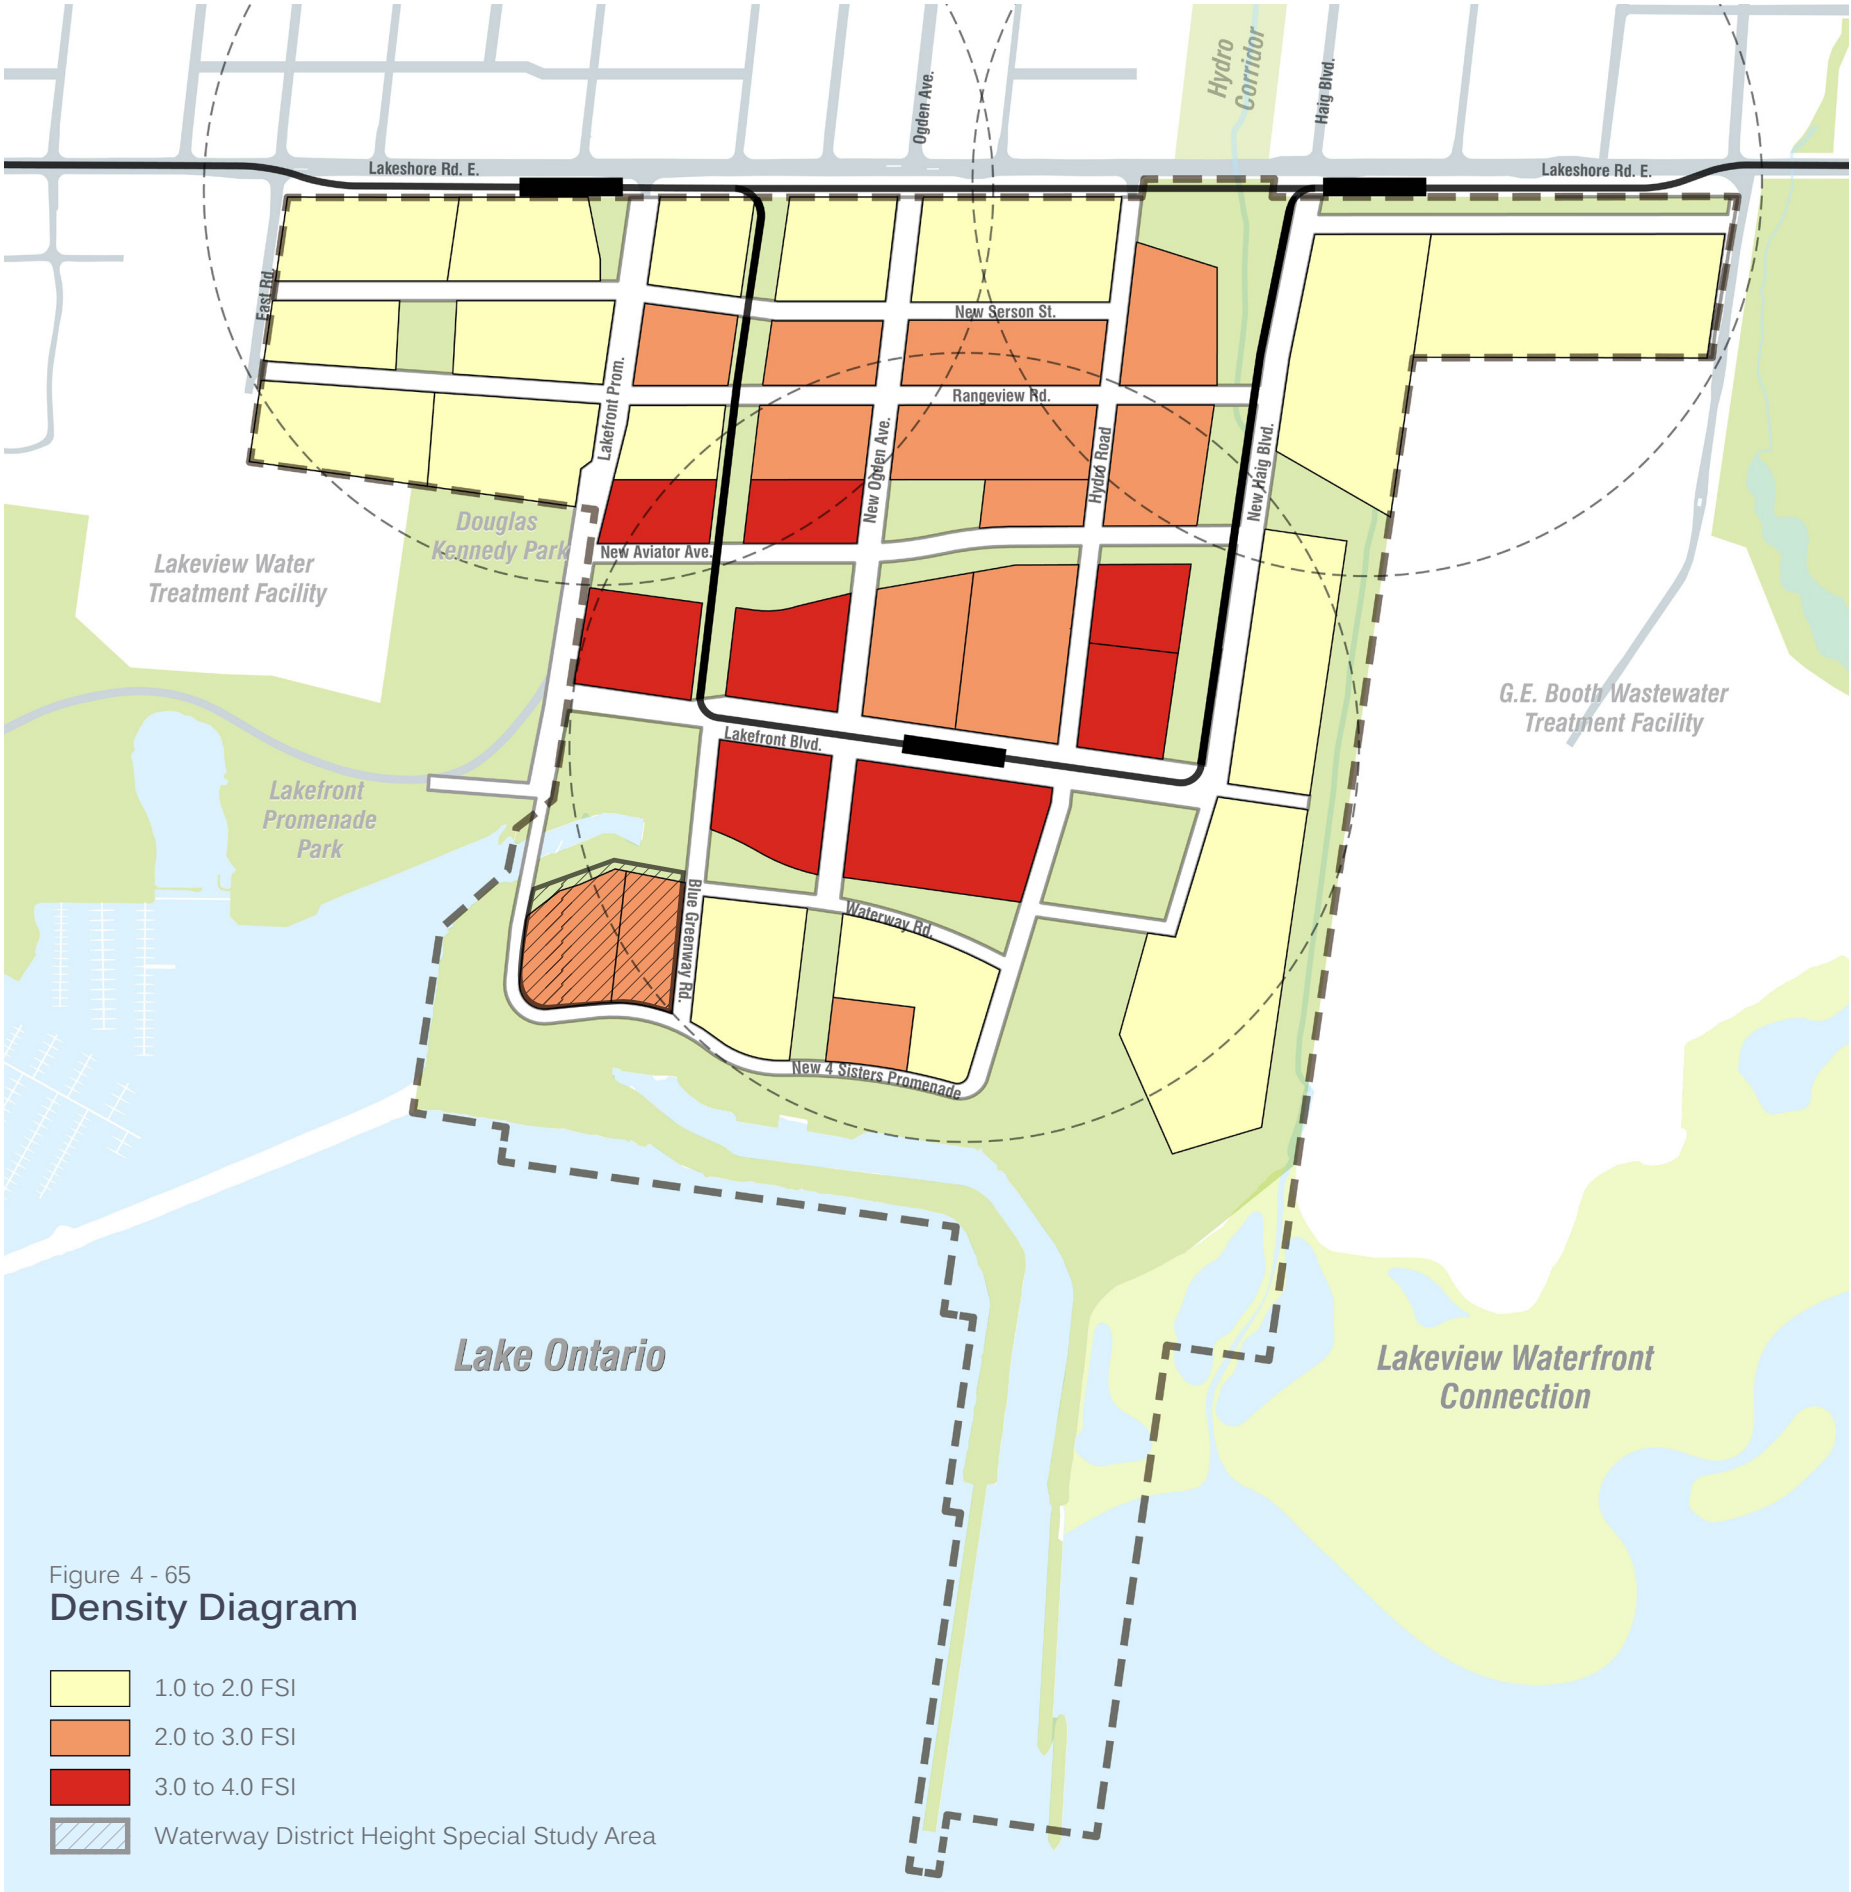 Hydro
Corridor
Ogden Ave.
Haig Blvd.
Lakeshore Rd. E.
Lakeshore Rd. E.
East Rd.
New Serson St.
Lakefront Prom.
Rangeview Rd.
New Ogden Ave.
Hydro Road
New Haig Blvd.
Douglas
Kennedy Park
New Aviator Ave.
Lakeview Water
Treatment Facility
G.E. Booth Wastewater
Treatment Facility
Lakefront Blvd.
Lakefront
Promenade
Park
Blue Greenway Rd.
Waterway Rd.
New 4 Sisters Promenade
Lake Ontario
Lakeview Waterfront
Connection
Figure 4 - 65
Density Diagram
1.0 to 2.0 FSI
2.0 to 3.0 FSI
3.0 to 4.0 FSI
Waterway District Height Special Study Area